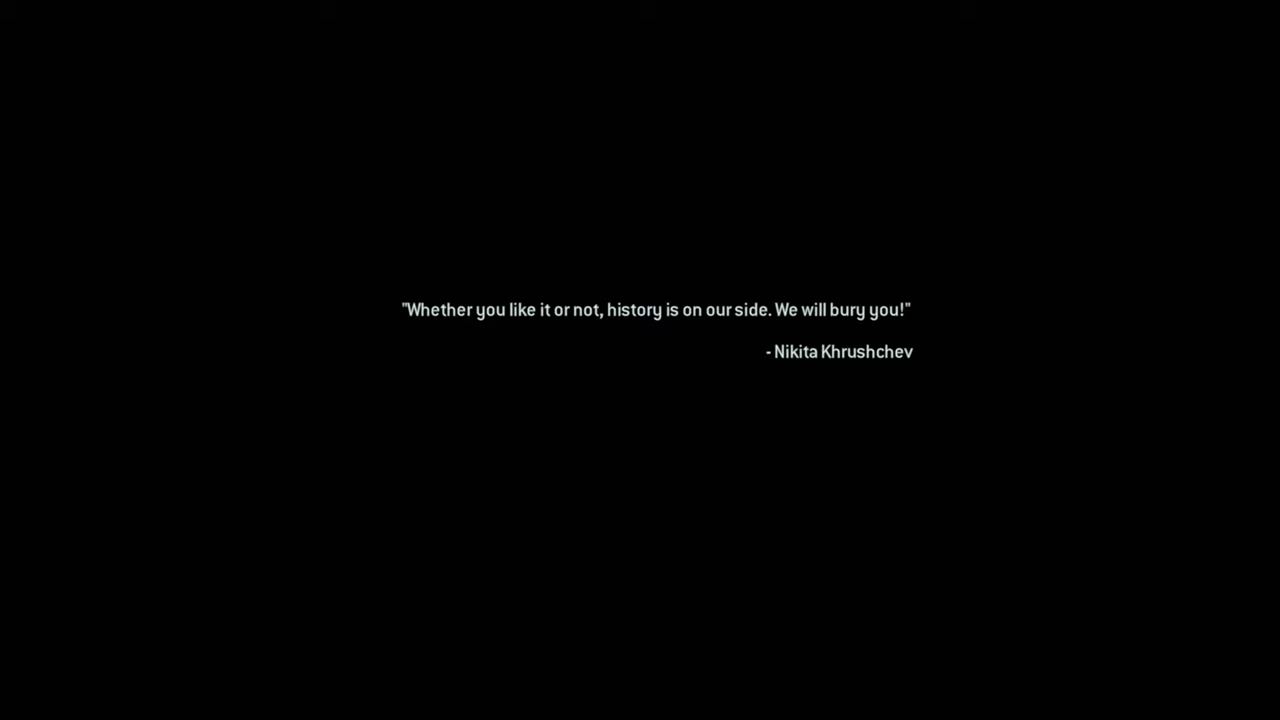 "Whether you like it or not, history is on our side. We will bury you!"
- Nikita Khrushchev